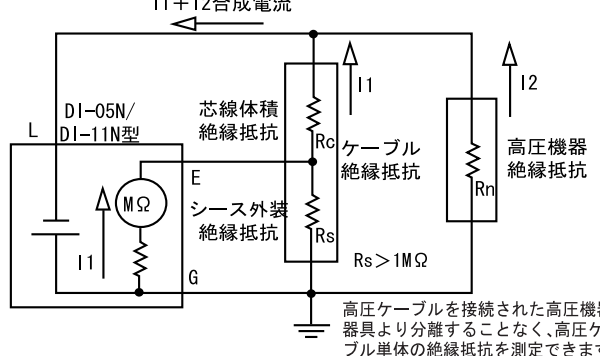 I1+I2合成電流
I1
I2
DI-05N/
DI-11N型
L
芯線体積
絶縁抵抗
Rc
ケーブル
絶縁抵抗
高圧機器
絶縁抵抗
Rn
E
MΩ
シース外装
絶縁抵抗
Rs
I1
Rs>1MΩ
G
高圧ケーブルを接続された高圧機器
器具より分離することなく、高圧ケ
ブル単体の絶縁抵抗を測定できます